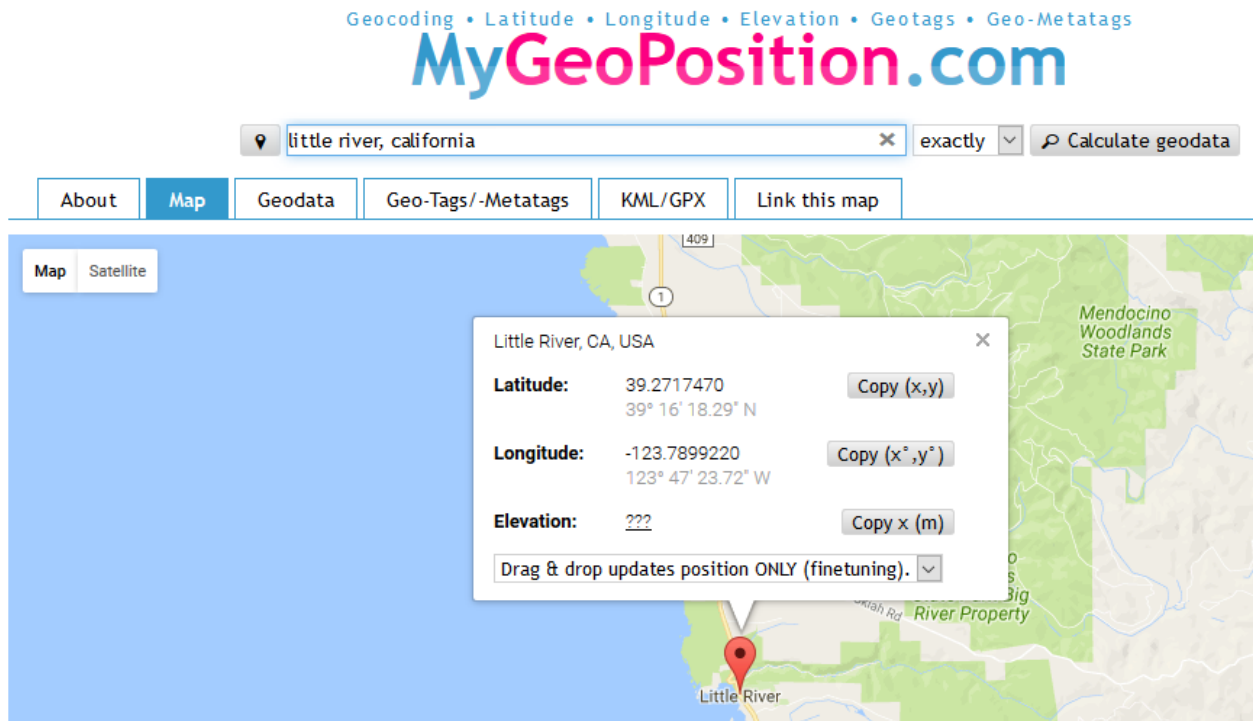 Geocoding • Latitude • Longitude • Elevation • Geotags • Geo-Metatags
MyGeoPosition.com
little river, california
exactly
Calculate geodata
About
Map
Geodata
Geo-Tags/-Metatags
KML/GPX
Link this map
Map
Satellite
409
1
Mendocino
Woodlands
State Park
Little River, CA, USA
Latitude:
39.2717470
Copy (x,y)
39° 16' 18.29" N
Longitude:
-123.7899220
Copy (x°,y°)
123° 47' 23.72" W
Elevation:
???
Copy x (m)
Drag & drop updates position ONLY (finetuning).
Big
Rd
River Property
Little River